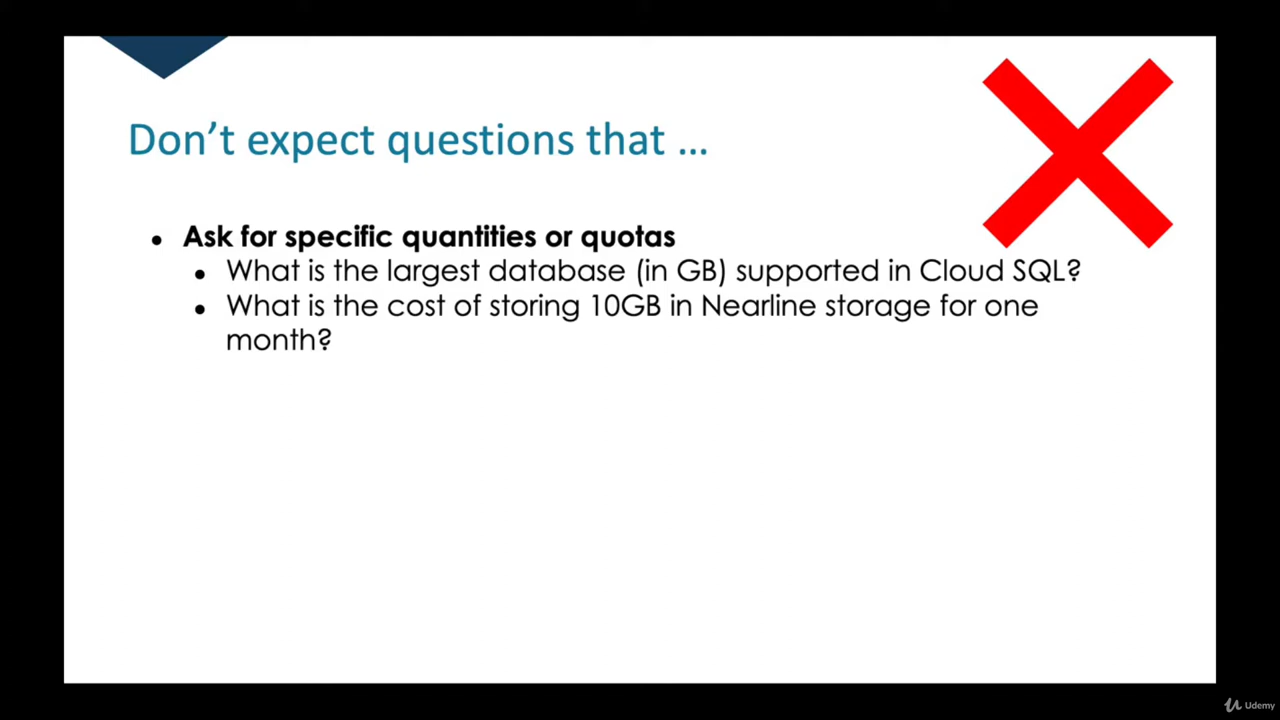 Don’t expect questions that ...
● Ask for specific quantities or quotas
● What is the largest database (in GB) supported in Cloud SQL?
● What is the cost of storing 10GB in Nearline storage for one
month?
Udemy